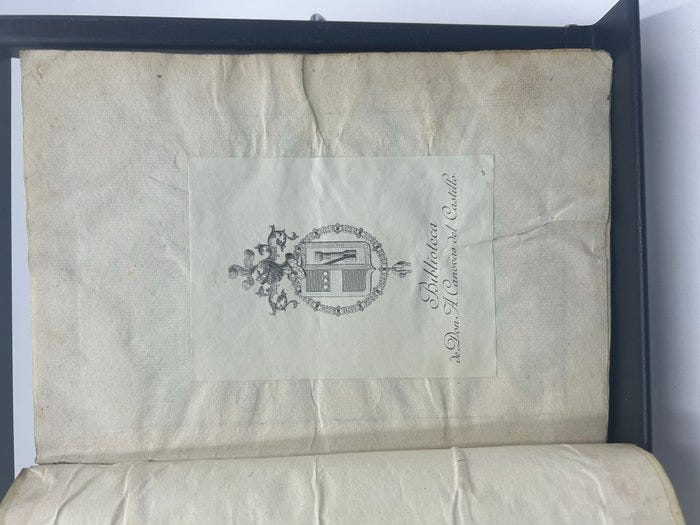 Biblioteca
de Don A. Canovas del Castillo